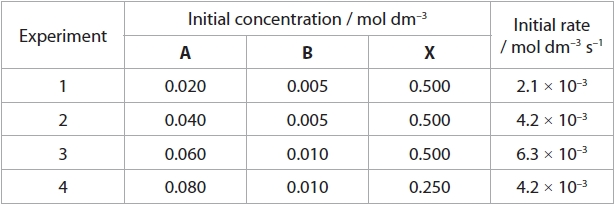 Experiment Initial concentration / mol dm⁻³ Initial rate / mol dm⁻³ s⁻¹
A B X
1 0.020 0.005 0.500 2.1 × 10⁻³
2 0.040 0.005 0.500 4.2 × 10⁻³
3 0.060 0.010 0.500 6.3 × 10⁻³
4 0.080 0.010 0.250 4.2 × 10⁻³